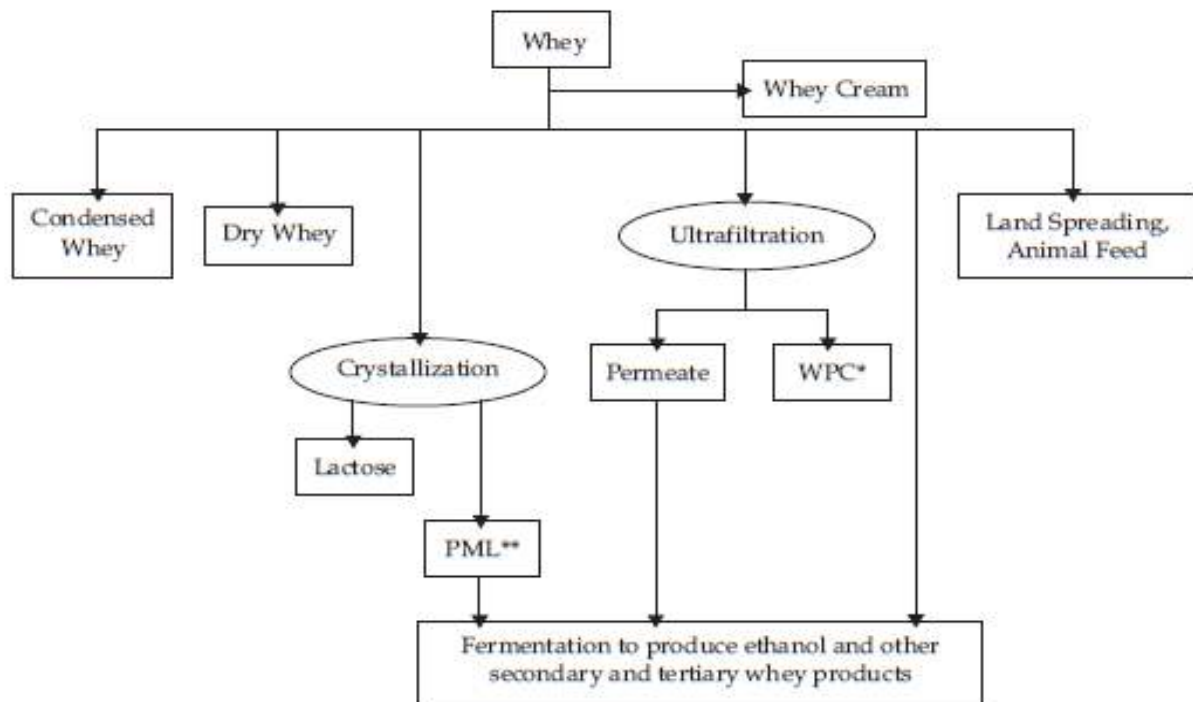 Whey
Whey Cream
Condensed
Whey
Dry Whey
Ultrafiltration
Land Spreading,
Animal Feed
Crystallization
Permeate
WPC*
Lactose
PML**
Fermentation to produce ethanol and other
secondary and tertiary whey products